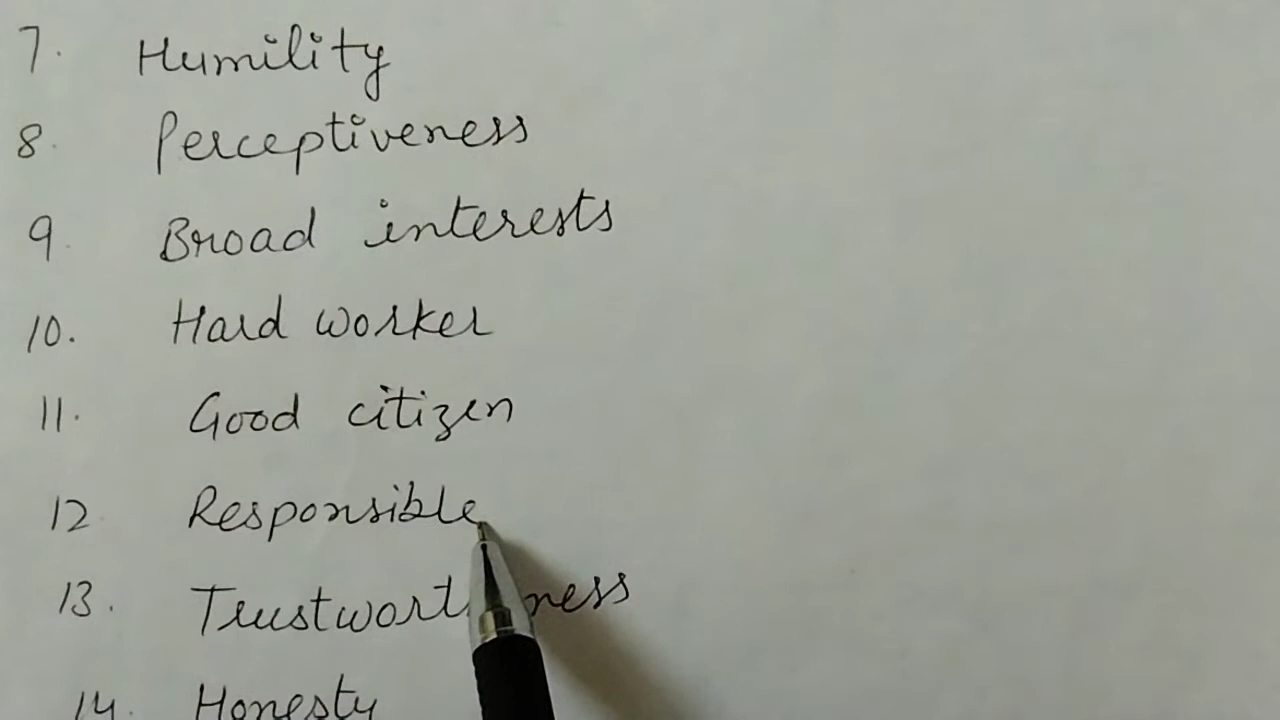 7. Humility
8. Perceptiveness
9. Broad interests
10. Hard worker
11. Good citizen
12 Responsible
13. ness
14. Honesty